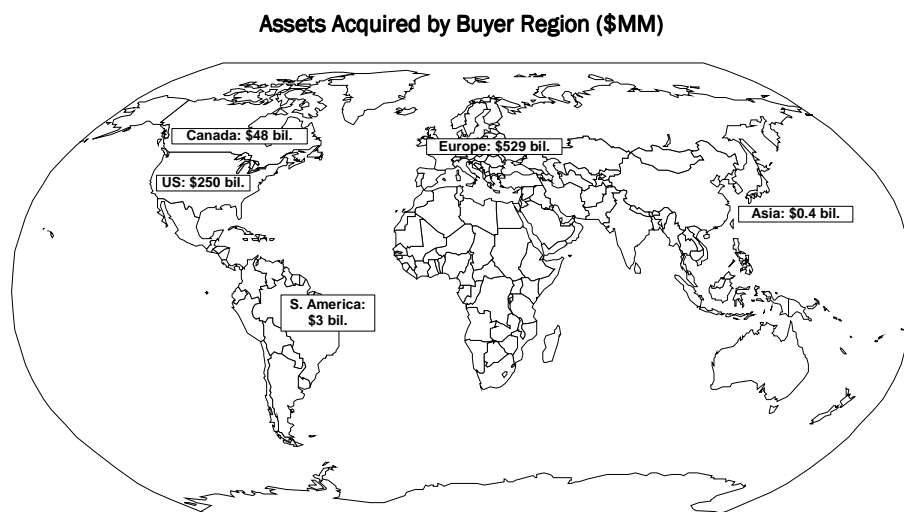 Assets Acquired by Buyer Region ($MM)
Canada: $48 bil.
Europe: $529 bil.
US: $250 bil.
Asia: $0.4 bil.
S. America:
$3 bil.